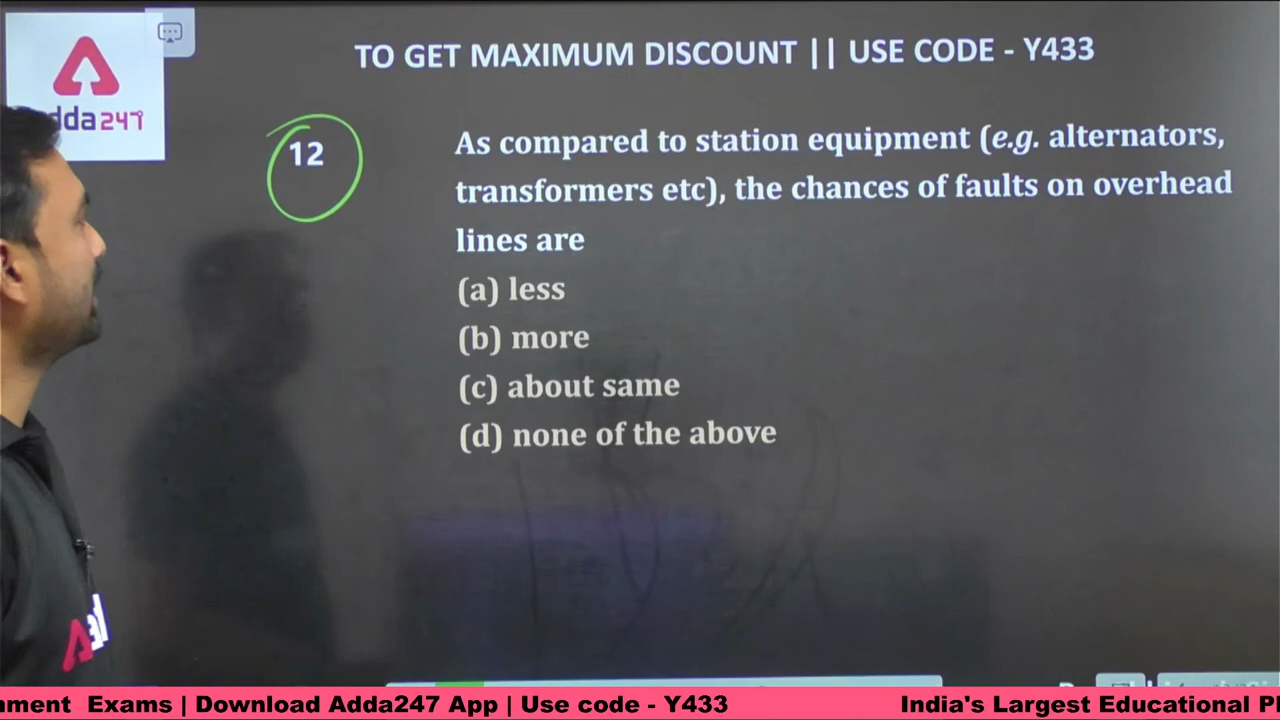 TO GET MAXIMUM DISCOUNT || USE CODE - Y433
adda247
12
As compared to station equipment (e.g. alternators,
transformers etc), the chances of faults on overhead
lines are
(a) less
(b) more
(c) about same
(d) none of the above
nment Exams | Download Adda247 App | Use code - Y433 India's Largest Educational Pl